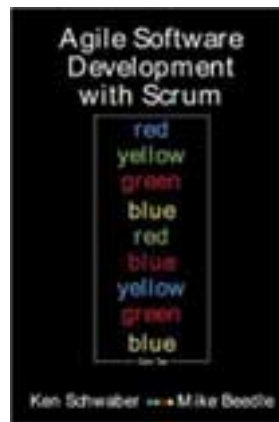 Agile Software
Development
with Scrum
red
yellow
green
blue
red
blue
yellow
green
blue
Ken Schwaber Mike Beedle